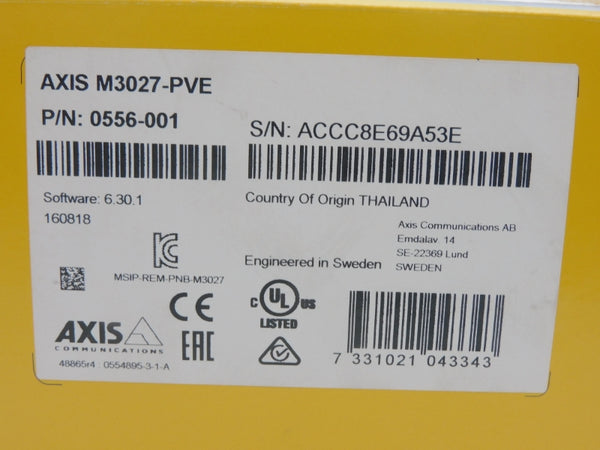 AXIS M3027-PVE
P/N: 0556-001
S/N: ACCC8E69A53E
Software: 6.30.1
160818
Country Of Origin THAILAND
Axis Communications AB
Emdalav. 14
SE-22369 Lund
SWEDEN
Engineered in Sweden
MSIP-REM-PNB-M3027
CE
C UL US
LISTED
AXIS
COMMUNICATIONS
EAC
48865r4 : 0554895-3-1-A
7 331021 043343